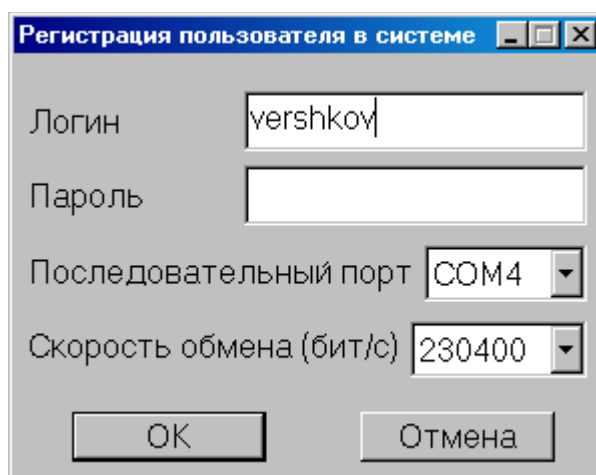 Регистрация пользователя в системе
Логин vershkov
Пароль
Последовательный порт COM4
Скорость обмена (бит/с) 230400
OK Отмена